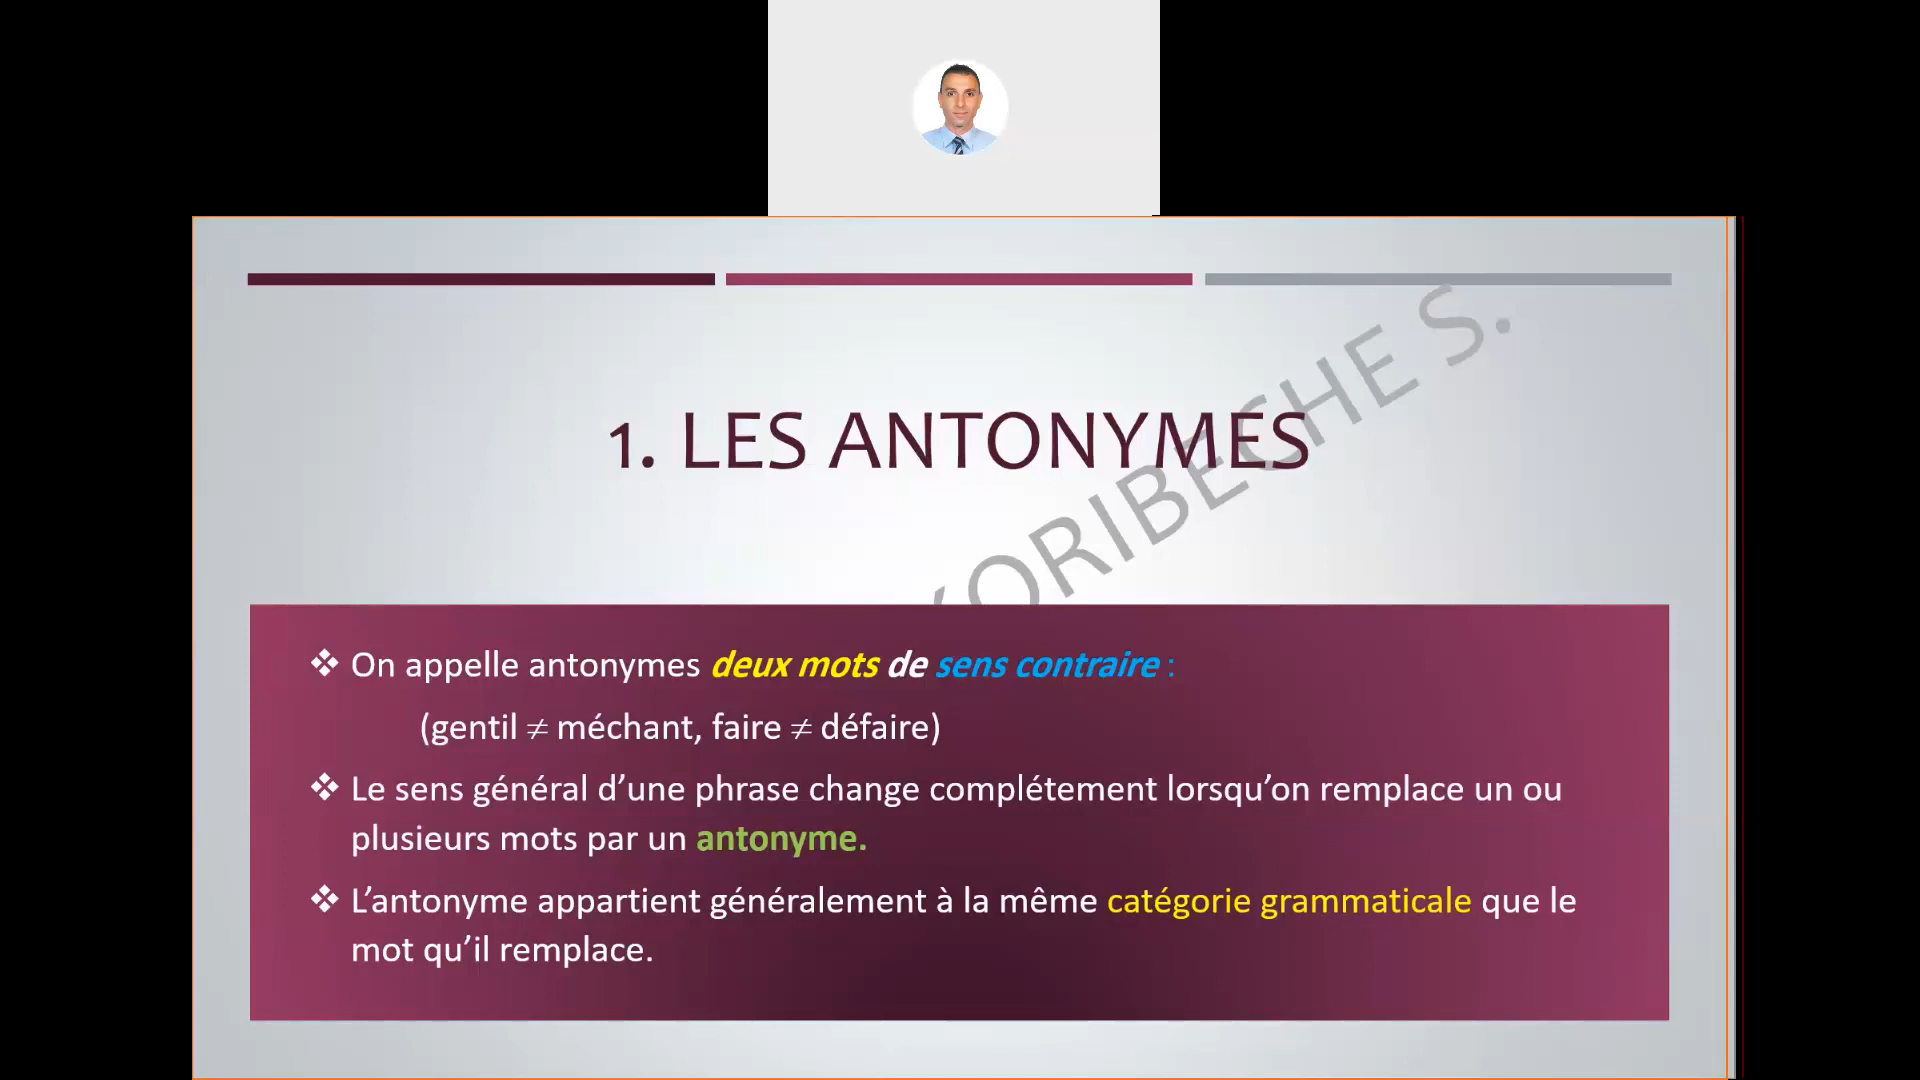 1. LES ANTONYMES
KORIBECHE S.
❖ On appelle antonymes deux mots de sens contraire :
(gentil ≠ méchant, faire ≠ défaire)
❖ Le sens général d’une phrase change complétement lorsqu’on remplace un ou
plusieurs mots par un antonyme.
❖ L’antonyme appartient généralement à la même catégorie grammaticale que le
mot qu’il remplace.